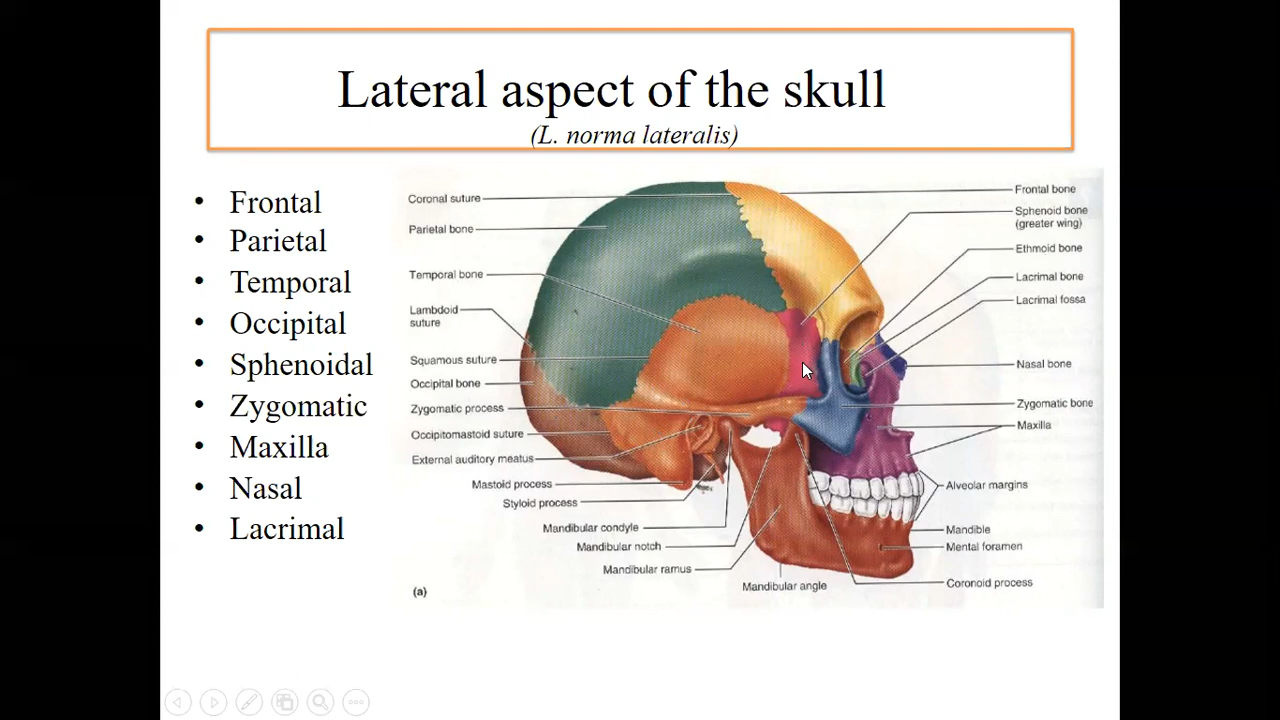 Lateral aspect of the skull
(L. norma lateralis)
• Frontal
• Parietal
• Temporal
• Occipital
• Sphenoidal
• Zygomatic
• Maxilla
• Nasal
• Lacrimal
Coronal suture
Parietal bone
Temporal bone
Lambdoid
suture
Squamous suture
Occipital bone
Zygomatic process
Occipitomastoid suture
External auditory meatus
Mastoid process
Styloid process
Mandibular condyle
Mandibular notch
Mandibular ramus
Mandibular angle
Frontal bone
Sphenoid bone
(greater wing)
Ethmoid bone
Lacrimal bone
Lacrimal fossa
Nasal bone
Zygomatic bone
Maxilla
Alveolar margins
Mandible
Mental foramen
Coronoid process
(a)